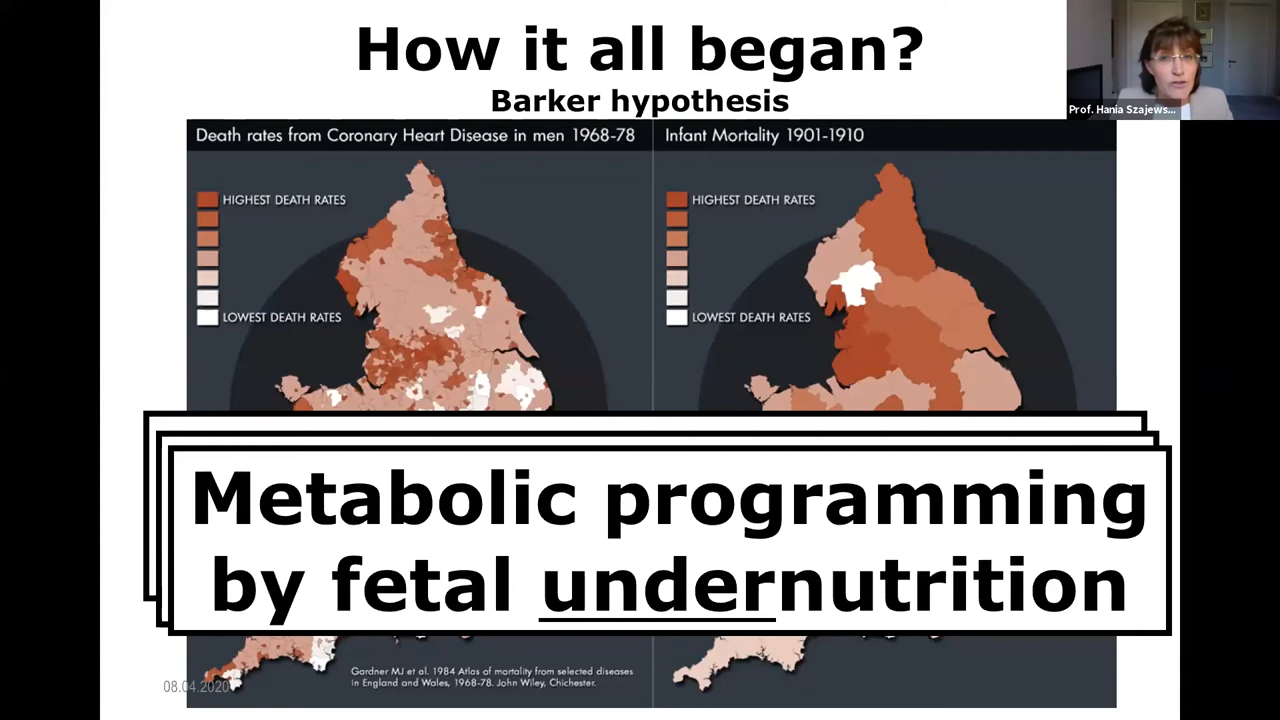 How it all began?
Barker hypothesis
Prof. Hania Szajews...
Death rates from Coronary Heart Disease in men 1968-78
Infant Mortality 1901-1910
HIGHEST DEATH RATES
LOWEST DEATH RATES
HIGHEST DEATH RATES
LOWEST DEATH RATES
Metabolic programming
by fetal undernutrition
Gardner MJ et al. 1984 Atlas of mortality from selected diseases
in England and Wales, 1968-78. John Wiley, Chichester.
08.04.2020